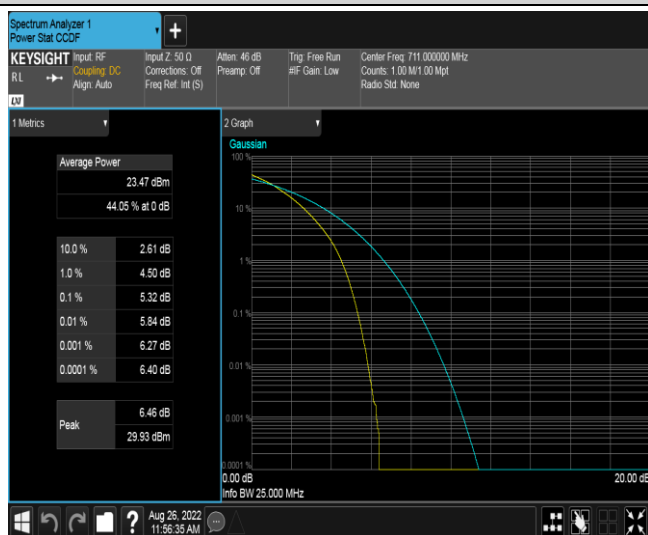 Spectrum Analyzer 1
Power Stat CCDF
KEYSIGHT
RL
LXI
Input: RF
Coupling: DC
Align: Auto
Input Z: 50 Ω
Corrections: Off
Freq Ref: Int (S)
Atten: 46 dB
Preamp: Off
Trig: Free Run
#IF Gain: Low
Center Freq: 711.000000 MHz
Counts: 1.00 M/1.00 Mpt
Radio Std: None
1 Metrics
Average Power
23.47 dBm
44.05 % at 0 dB
10.0 % 2.61 dB
1.0 % 4.50 dB
0.1 % 5.32 dB
0.01 % 5.84 dB
0.001 % 6.27 dB
0.0001 % 6.40 dB
Peak
6.46 dB
29.93 dBm
2 Graph
Gaussian
100 %
10 %
1 %
0.1 %
0.01 %
0.001 %
0.0001 %
0.00 dB 20.00 dB
Info BW 25.000 MHz
?
Aug 26, 2022
11:56:35 AM